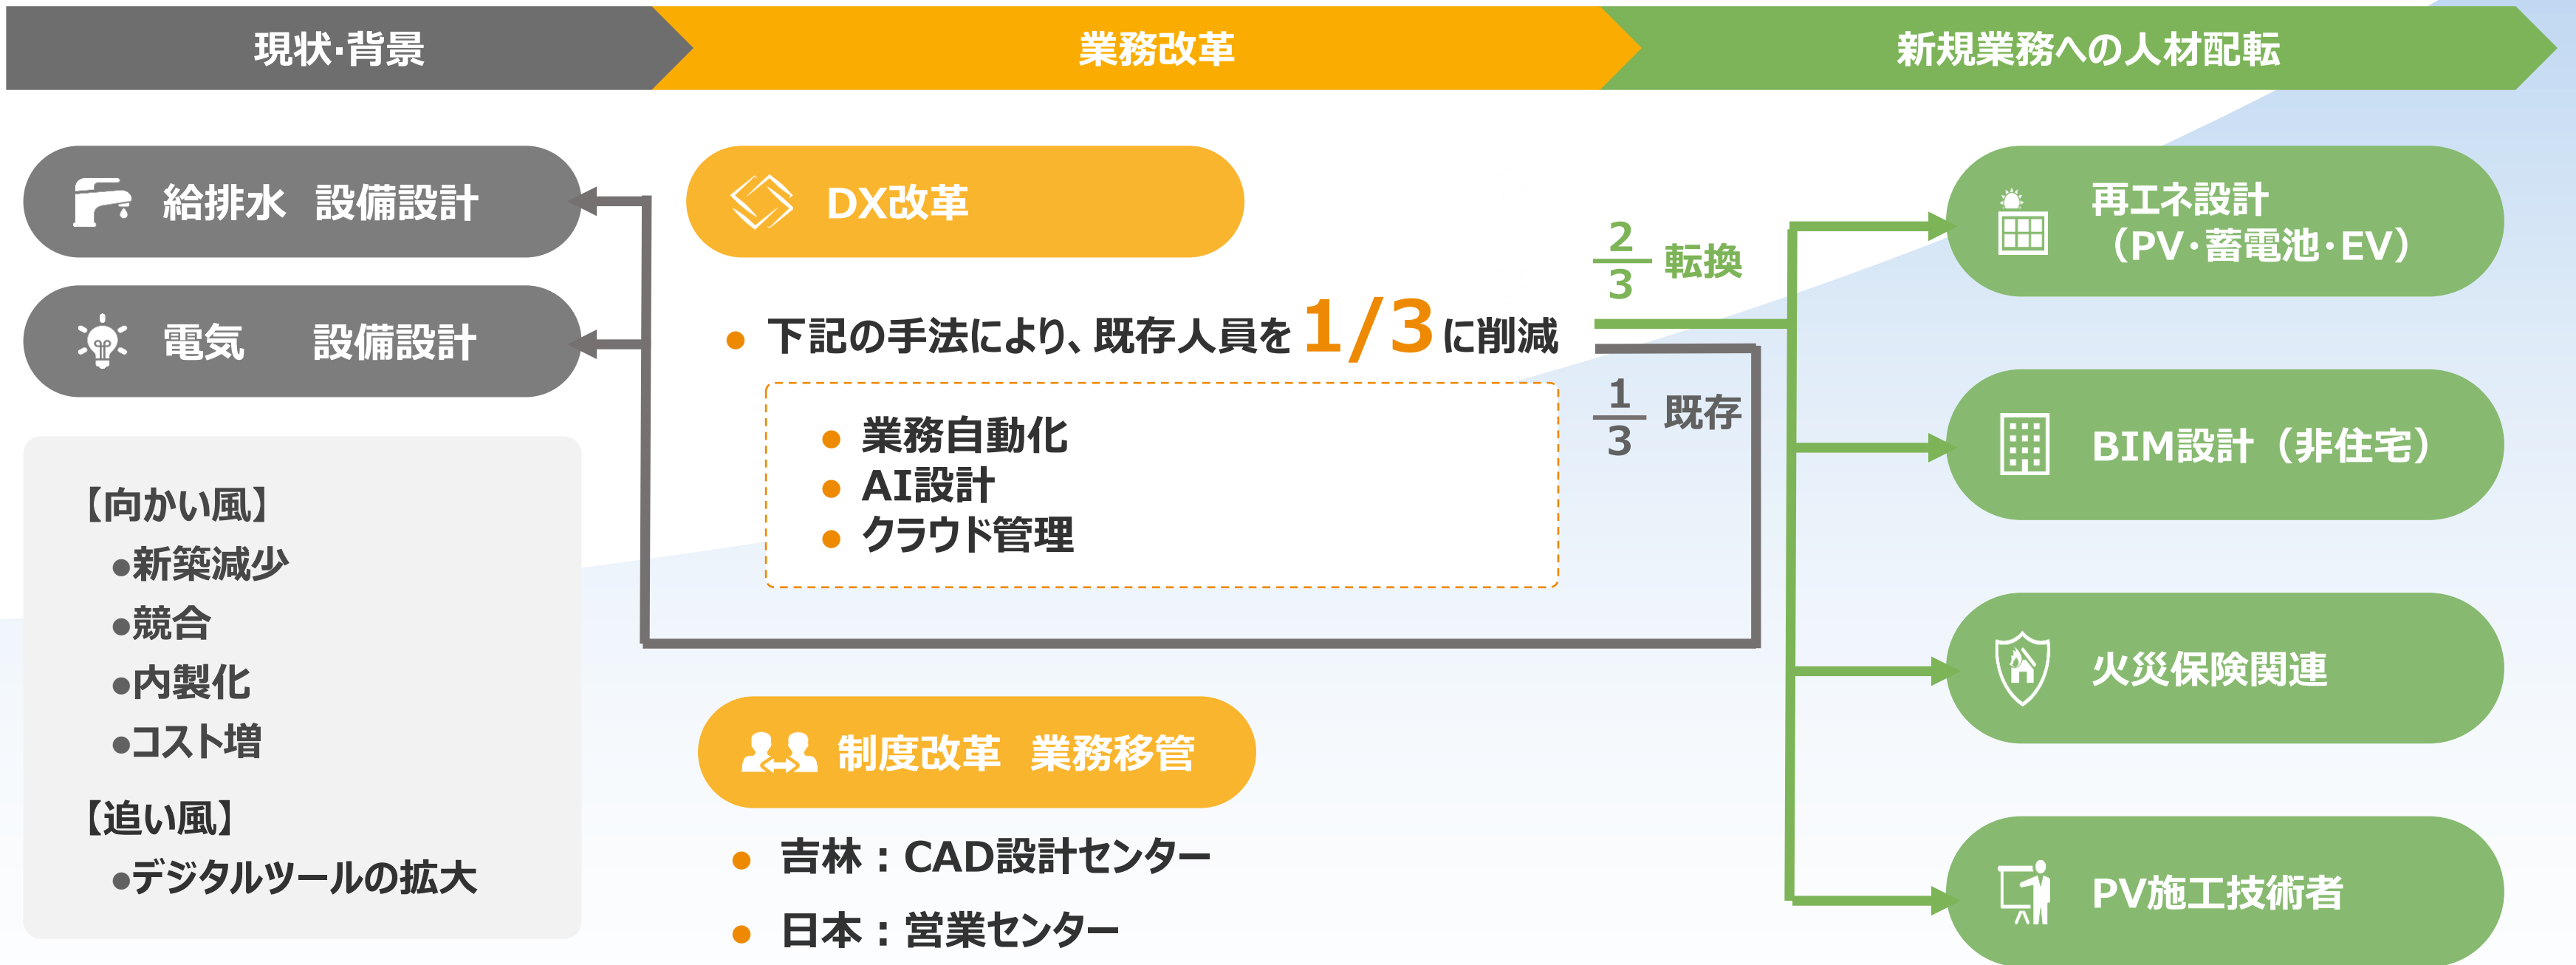 現状・背景
業務改革
新規業務への人材配転
給排水　設備設計
電気　　設備設計
【向かい風】
●新築減少
●競合
●内製化
●コスト増
【追い風】
●デジタルツールの拡大
DX改革
● 下記の手法により、既存人員を1/3に削減
● 業務自動化
● AI設計
● クラウド管理
2/3 転換
1/3 既存
制度改革　業務移管
● 吉林：CAD設計センター
● 日本：営業センター
再エネ設計
（PV・蓄電池・EV）
BIM設計（非住宅）
火災保険関連
PV施工技術者